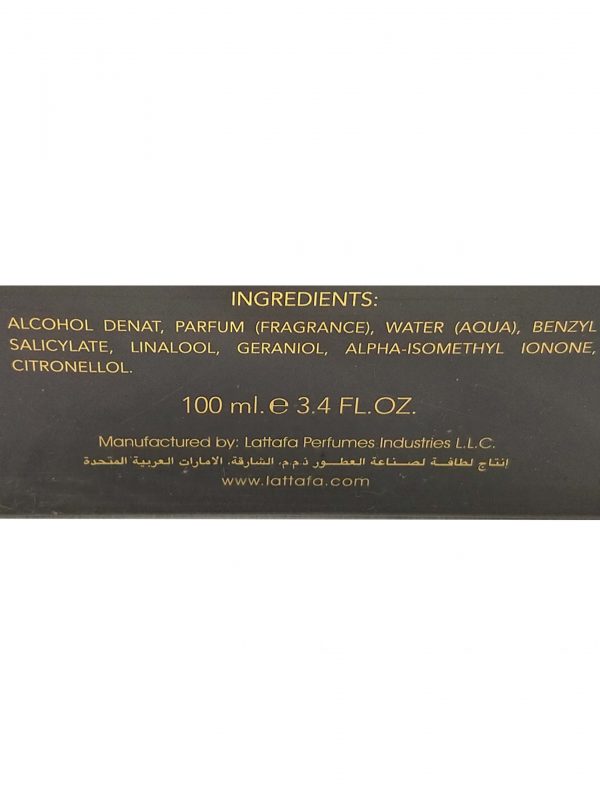 INGREDIENTS:
ALCOHOL DENAT, PARFUM (FRAGRANCE), WATER (AQUA), BENZYL
SALICYLATE, LINALOOL, GERANIOL, ALPHA-ISOMETHYL IONONE,
CITRONELLOL.
100 ml. e 3.4 FL.OZ.
Manufactured by: Lattafa Perfumes Industries L.L.C.
إنتاج لطافة لصناعة العطور ذ.م.م. الشارقة، الامارات العربية المتحدة
www.lattafa.com